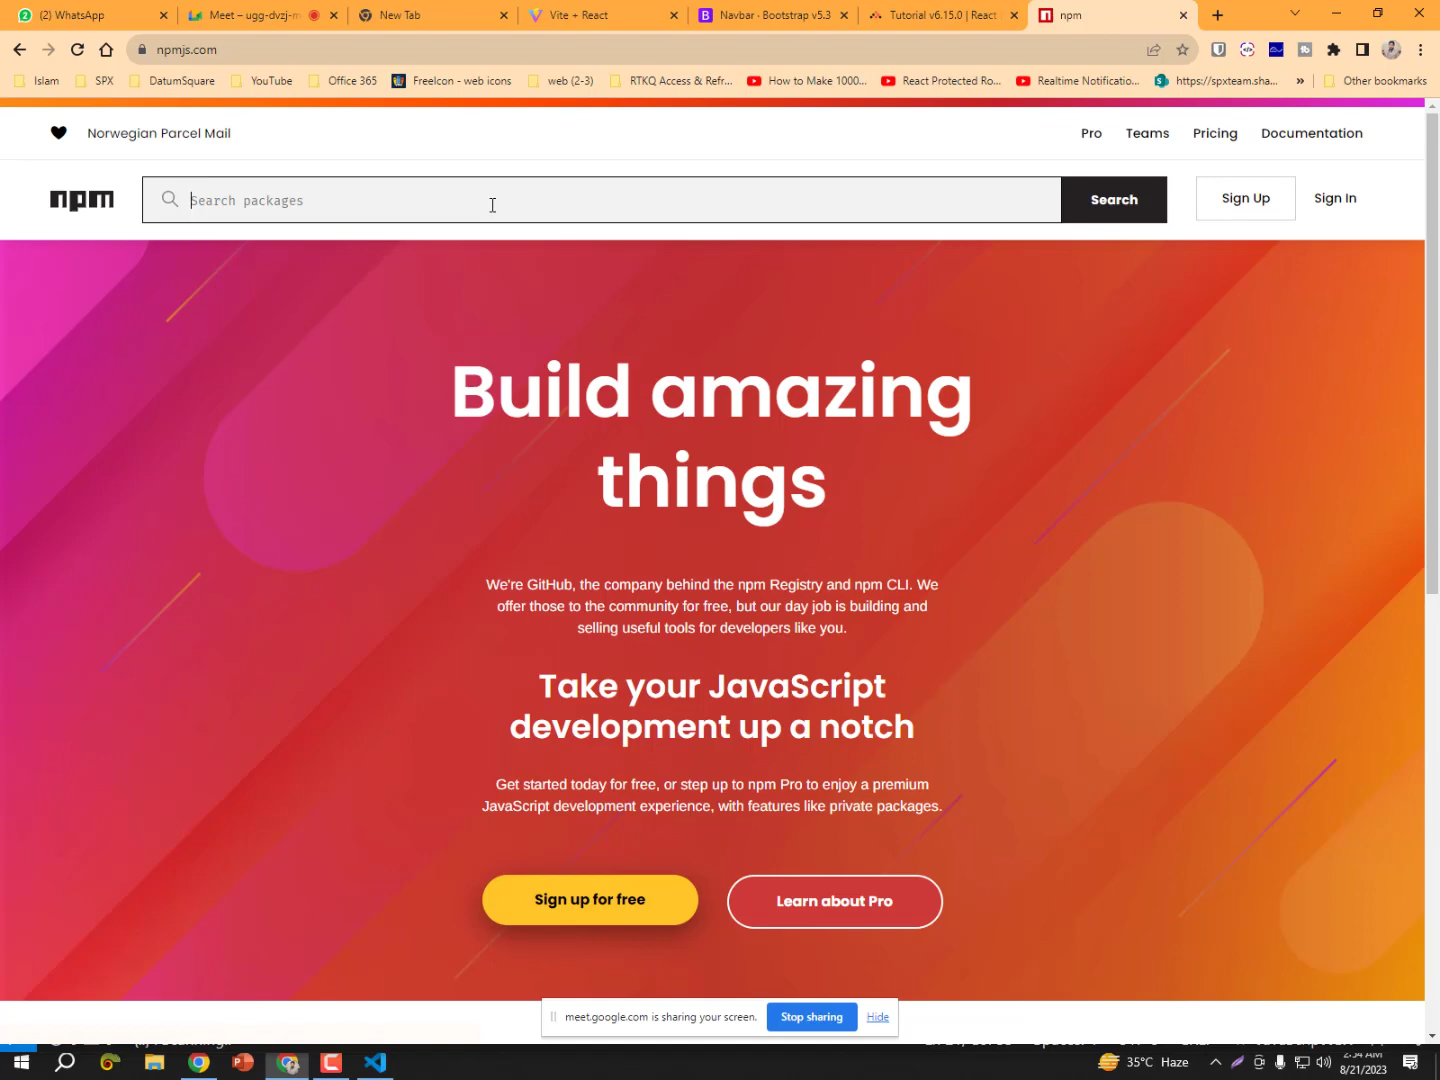 (2) WhatsApp
Meet – ugg-dvzj-m
New Tab
Vite + React
Navbar · Bootstrap v5.3
Tutorial v6.15.0 | React
npm
npmjs.com
Islam
SPX
DatumSquare
YouTube
Office 365
FreeIcon - web icons
web (2-3)
RTKQ Access & Refr...
How to Make 1000...
React Protected Ro...
Realtime Notificatio...
https://spxteam.sha...
»
Other bookmarks
Norwegian Parcel Mail
Pro
Teams
Pricing
Documentation
npm
Search packages
Search
Sign Up
Sign In
Build amazing
things
We're GitHub, the company behind the npm Registry and npm CLI. We
offer those to the community for free, but our day job is building and
selling useful tools for developers like you.
Take your JavaScript
development up a notch
Get started today for free, or step up to npm Pro to enjoy a premium
JavaScript development experience, with features like private packages.
Sign up for free
Learn about Pro
meet.google.com is sharing your screen.
Stop sharing
Hide
35°C Haze
2:54 AM
8/21/2023